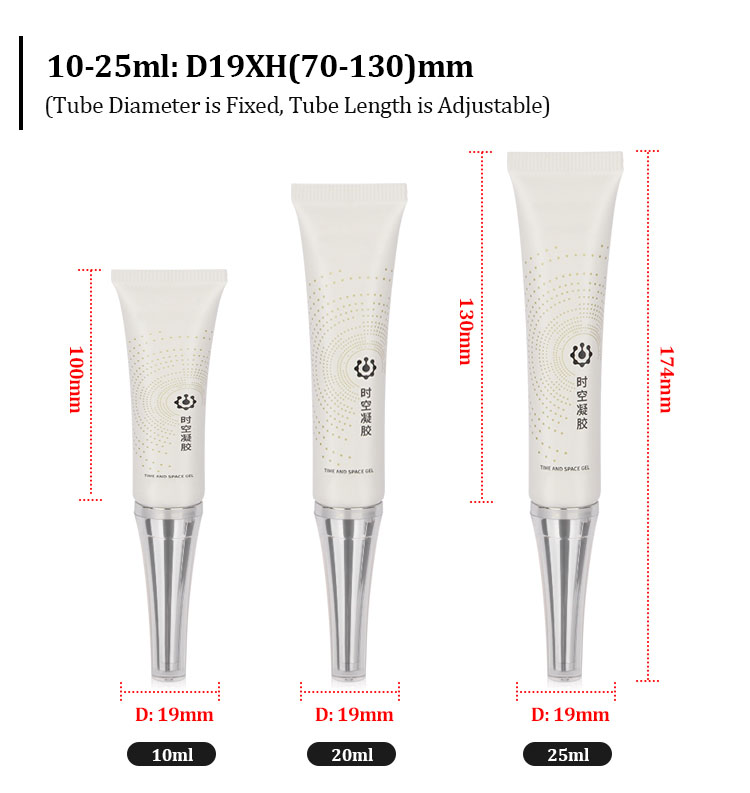 10-25ml: D19XH(70-130)mm
(Tube Diameter is Fixed, Tube Length is Adjustable)
100mm
时空凝胶
TIME AND SPACE GEL
时空凝胶
TIME AND SPACE GEL
130mm
时空凝胶
TIME AND SPACE GEL
174mm
D: 19mm
D: 19mm
D: 19mm
10ml
20ml
25ml